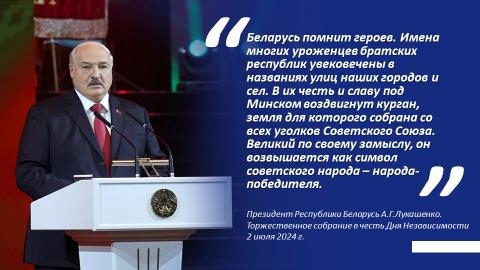 Беларусь помнит героев. Имена
многих уроженцев братских
республик увековечены в
названиях улиц наших городов и
сел. В их честь и славу под
Минском воздвигнут курган,
земля для которого собрана со
всех уголков Советского Союза.
Великий по своему замыслу, он
возвышается как символ
советского народа – народа-
победителя.
Президент Республики Беларусь А.Г.Лукашенко.
Торжественное собрание в честь Дня Независимости
2 июля 2024 г.